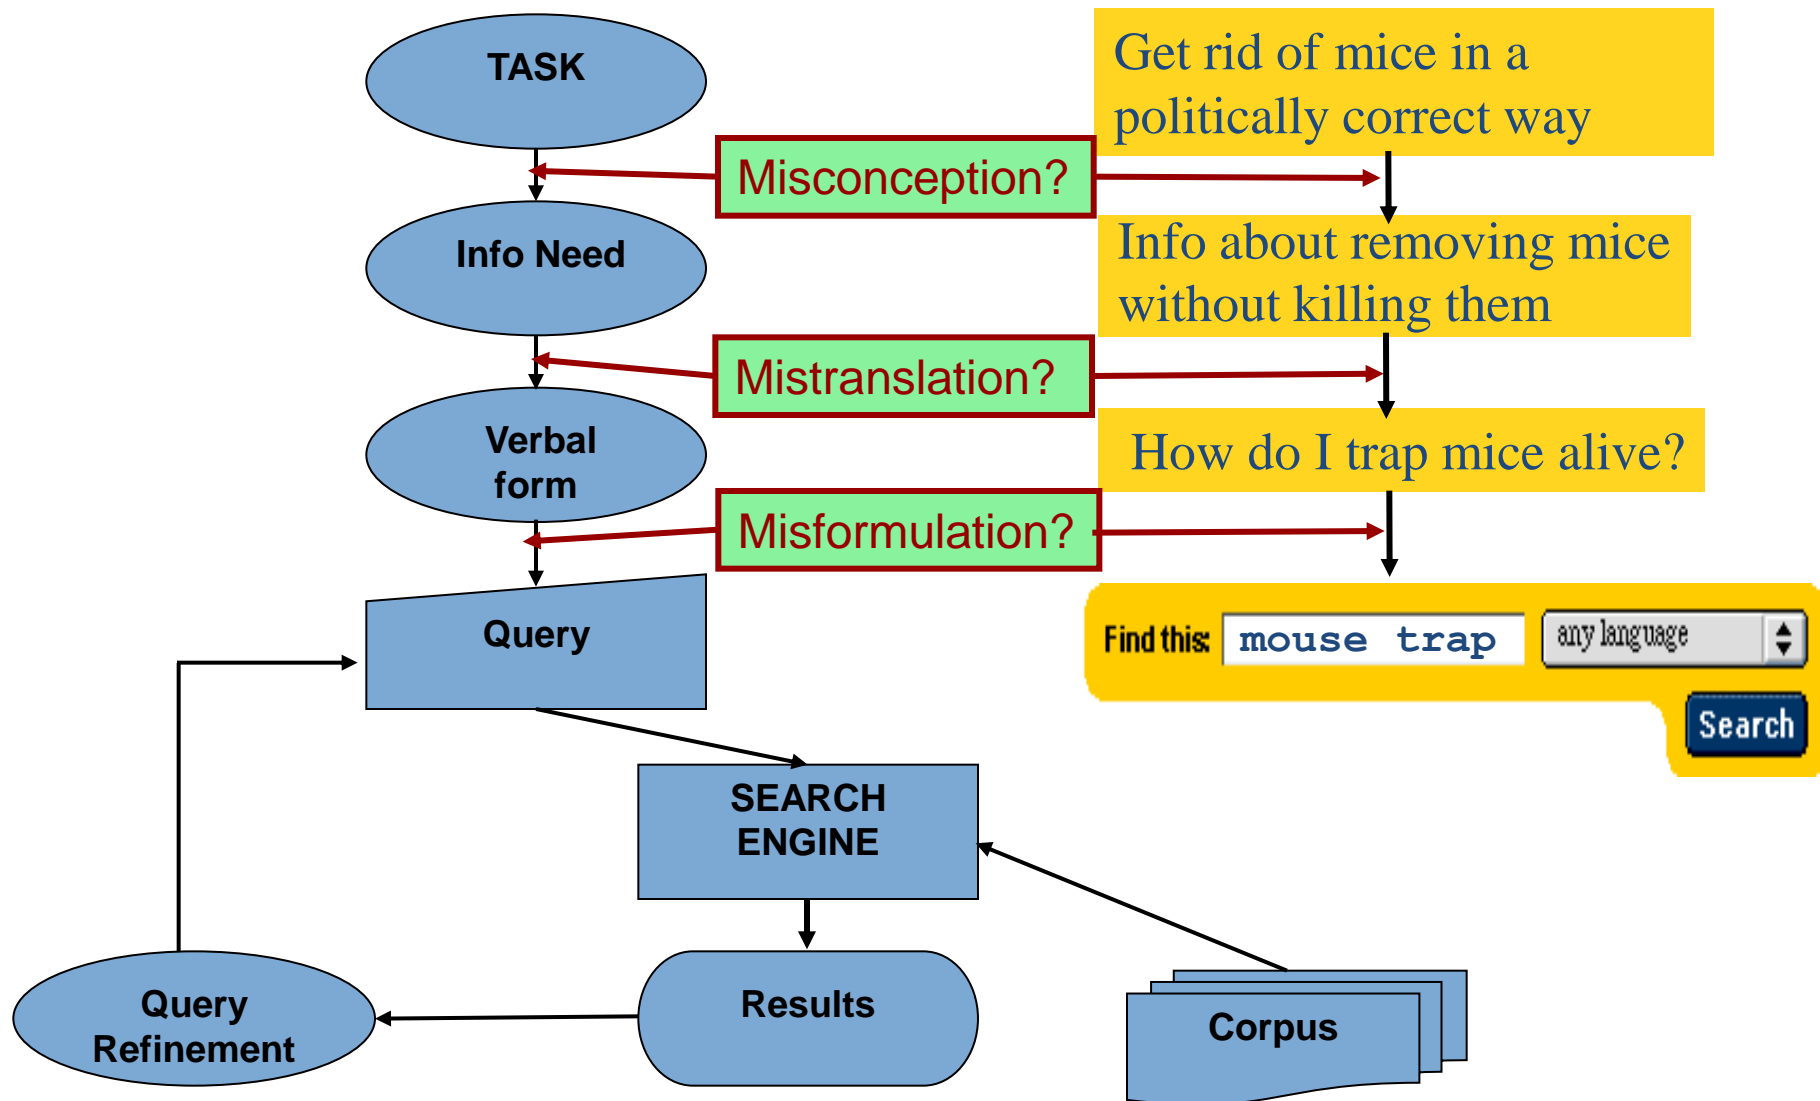 TASK
Get rid of mice in a
politically correct way
Misconception?
Info Need
Info about removing mice
without killing them
Mistranslation?
Verbal
form
How do I trap mice alive?
Misformulation?
Query
Find this: mouse trap any language
Search
SEARCH
ENGINE
Results
Query
Refinement
Corpus